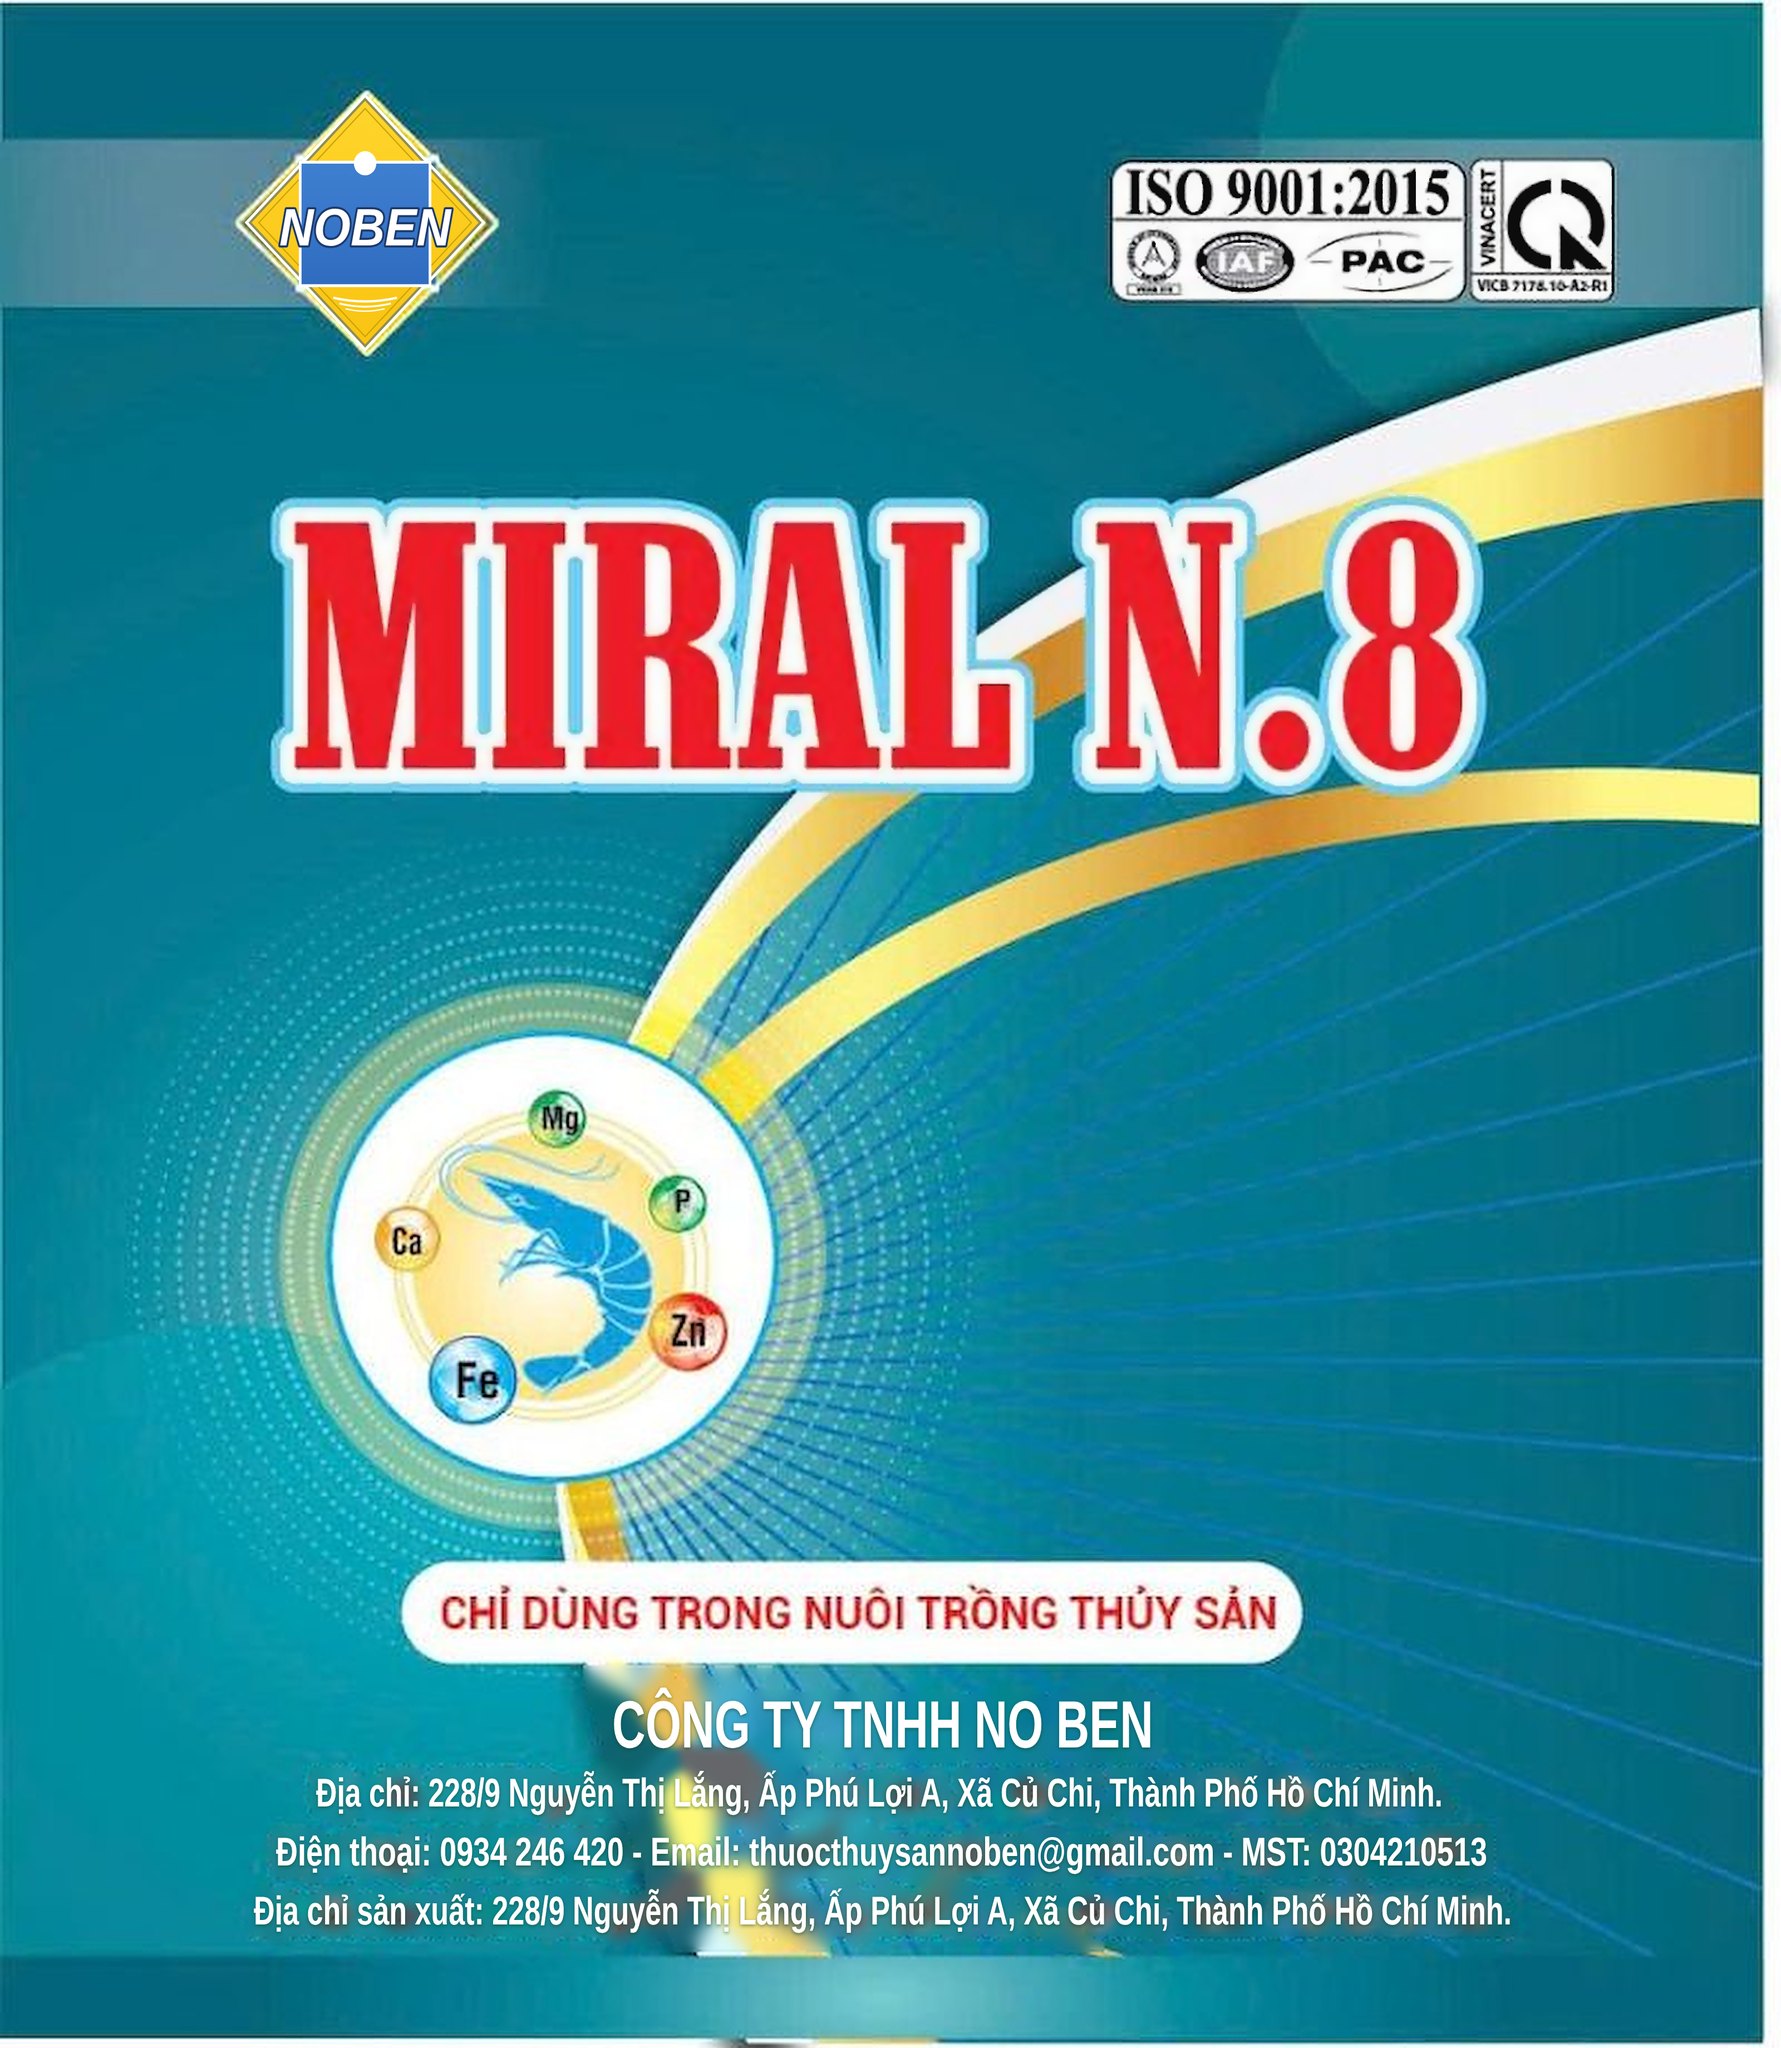 NOBEN
ISO 9001:2015
IAF
PAC
VINACERT
VICB 7178.10-A2-R1
MIRAL N.8
Mg
P
Ca
Zn
Fe
CHỈ DÙNG TRONG NUÔI TRỒNG THỦY SẢN
CÔNG TY TNHH NO BEN
Địa chỉ: 228/9 Nguyễn Thị Lắng, Ấp Phú Lợi A, Xã Củ Chi, Thành Phố Hồ Chí Minh.
Điện thoại: 0934 246 420 - Email: thuocthuysannoben@gmail.com - MST: 0304210513
Địa chỉ sản xuất: 228/9 Nguyễn Thị Lắng, Ấp Phú Lợi A, Xã Củ Chi, Thành Phố Hồ Chí Minh.